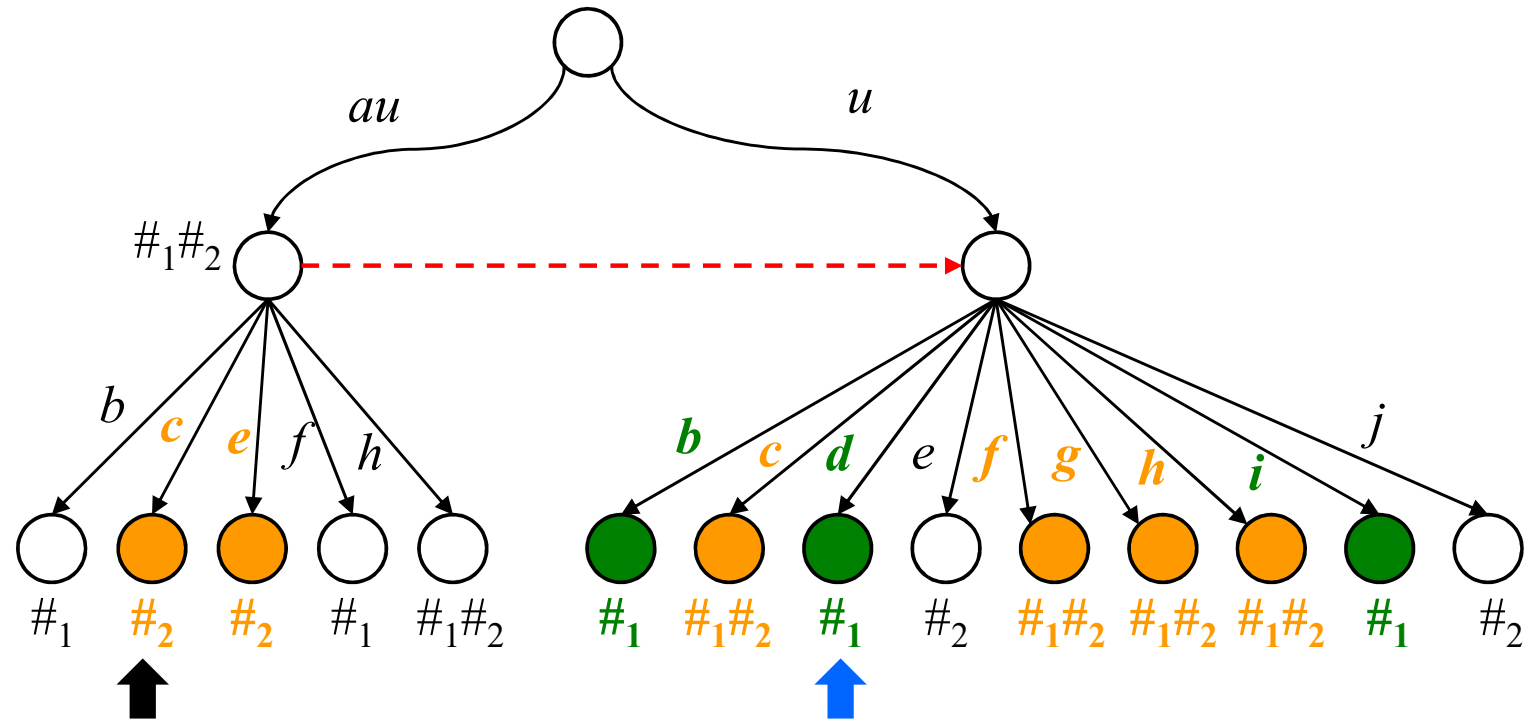 au u
#₁#₂
b c e f h b c d e f g h i j
#₁ #₂ #₂ #₁ #₁#₂ #₁ #₁#₂ #₁ #₂ #₁#₂ #₁#₂ #₁#₂ #₁ #₂